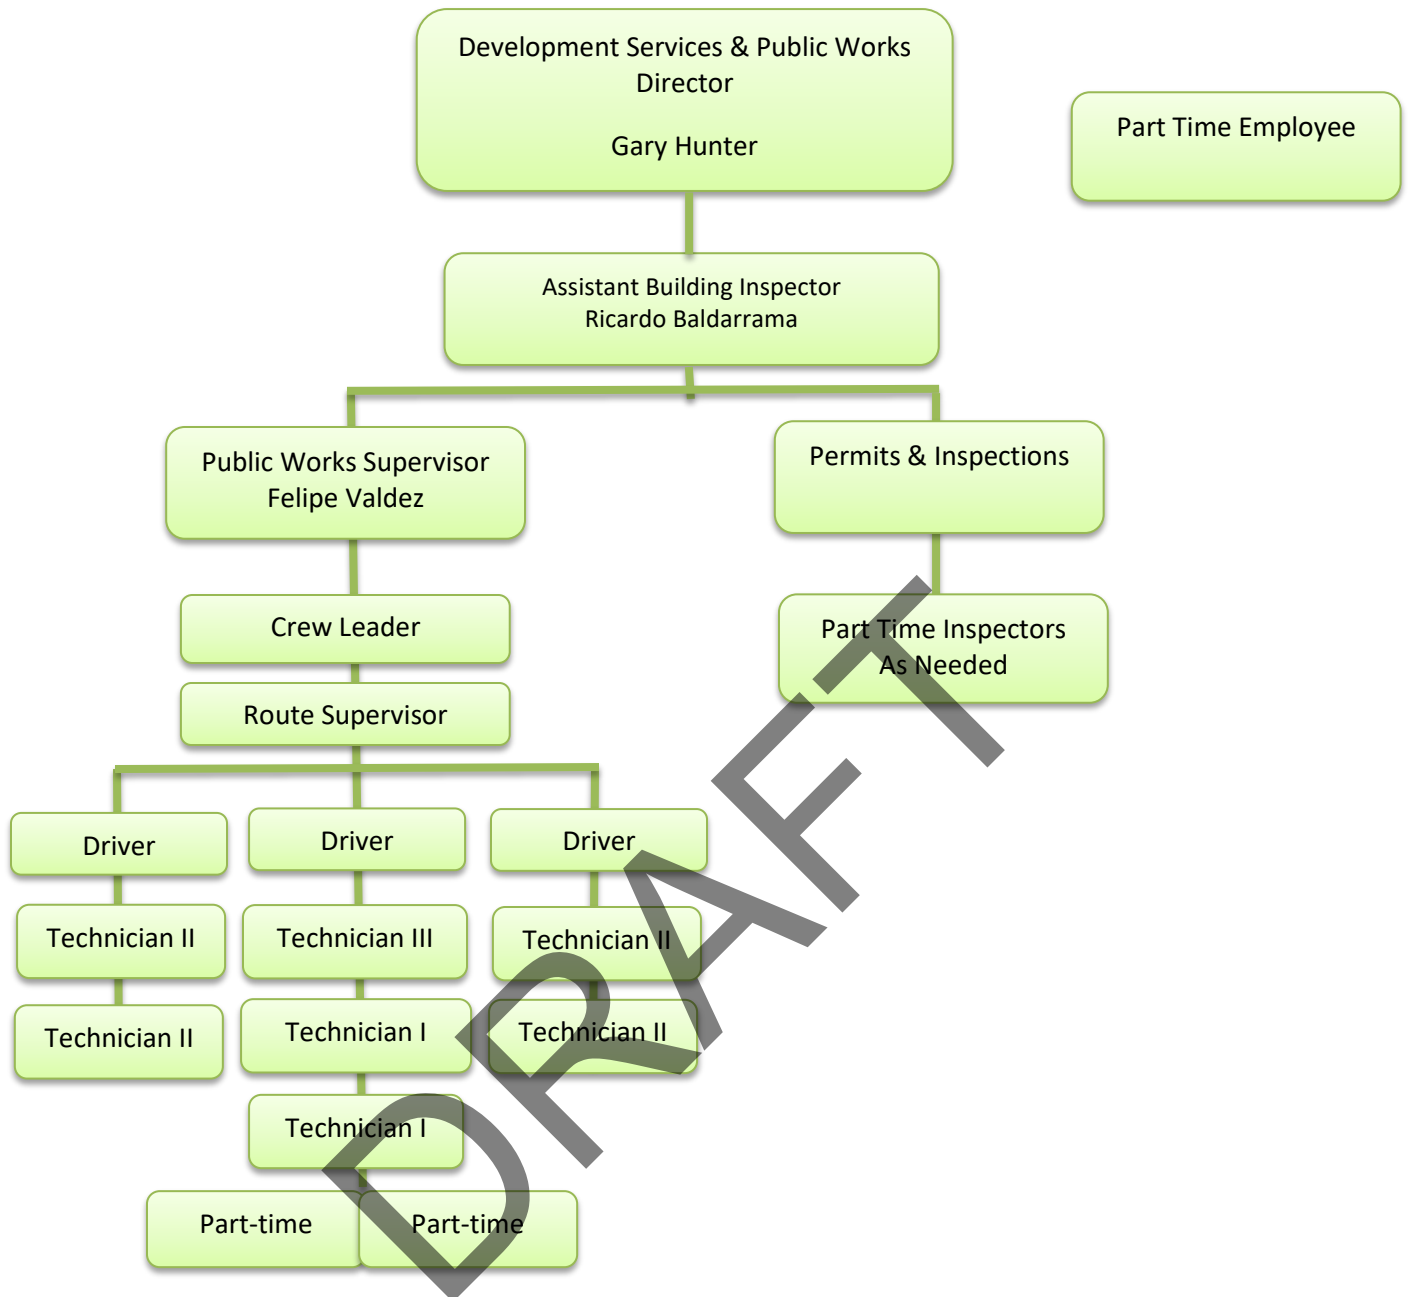 Development Services & Public Works
Director
Gary Hunter
Part Time Employee
Assistant Building Inspector
Ricardo Baldarrama
Public Works Supervisor
Felipe Valdez
Permits & Inspections
Crew Leader
Part Time Inspectors
As Needed
Route Supervisor
Driver
Driver
Driver
Technician II
Technician III
Technician II
Technician II
Technician I
Technician II
Technician I
Part-time
Part-time
DRAFT